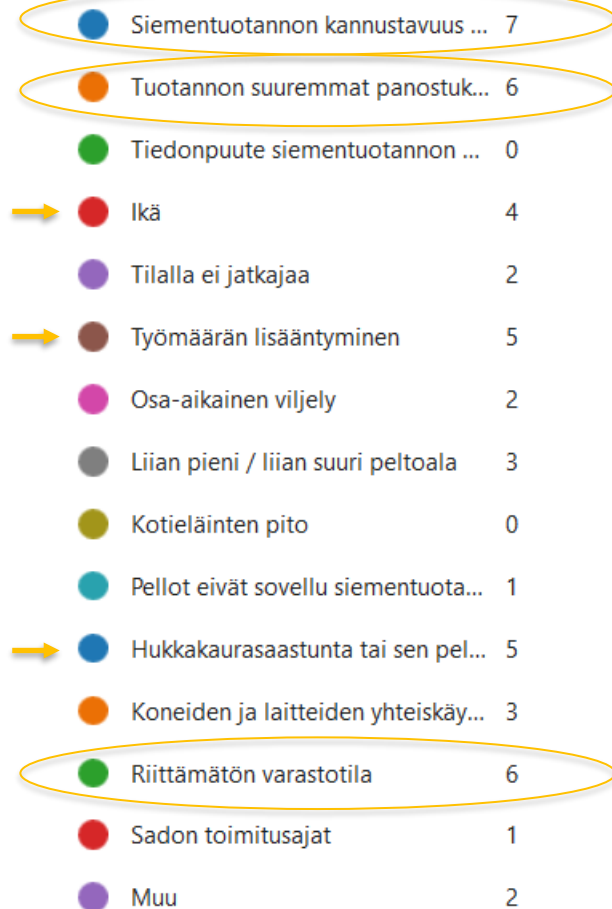 Siementuotannon kannustavuus ... 7
Tuotannon suuremmat panostuk... 6
Tiedonpuute siementuotannon ... 0
Ikä 4
Tilalla ei jatkajaa 2
Työmäärän lisääntyminen 5
Osa-aikainen viljely 2
Liian pieni / liian suuri peltoala 3
Kotieläinten pito 0
Pellot eivät sovellu siementuota... 1
Hukkakaurasaastunta tai sen pel... 5
Koneiden ja laitteiden yhteiskäy... 3
Riittämätön varastotila 6
Sadon toimitusajat 1
Muu 2